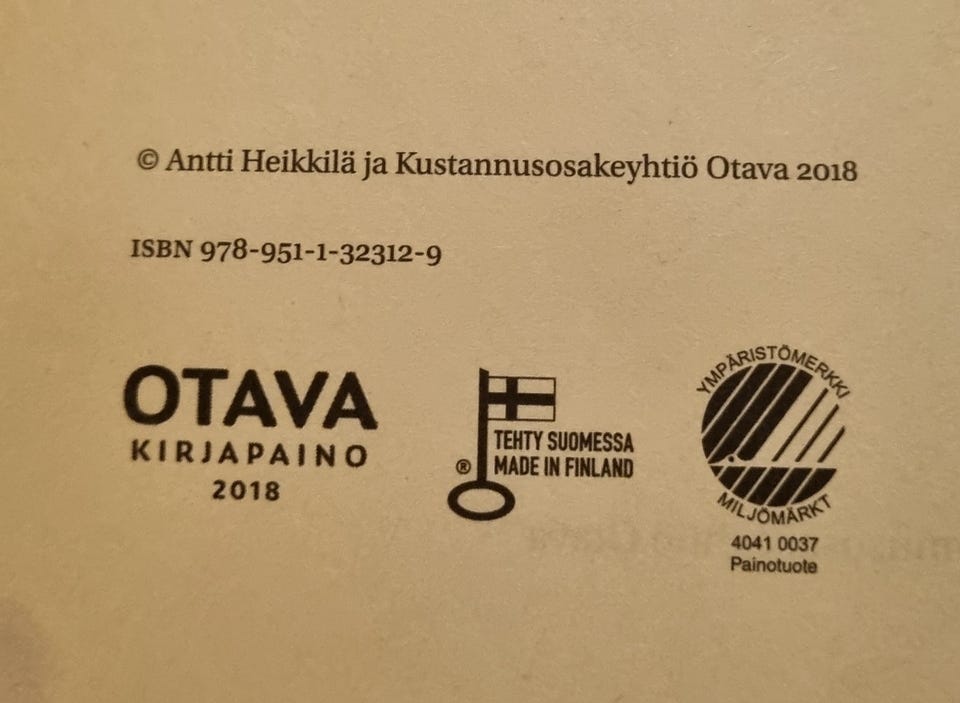 © Antti Heikkilä ja Kustannusosakeyhtiö Otava 2018
ISBN 978-951-1-32312-9
OTAVA
KIRJAPAINO
2018
TEHTY SUOMESSA
® MADE IN FINLAND
YMPÄRISTÖMERKKI
MILJÖMÄRKT
4041 0037
Painotuote